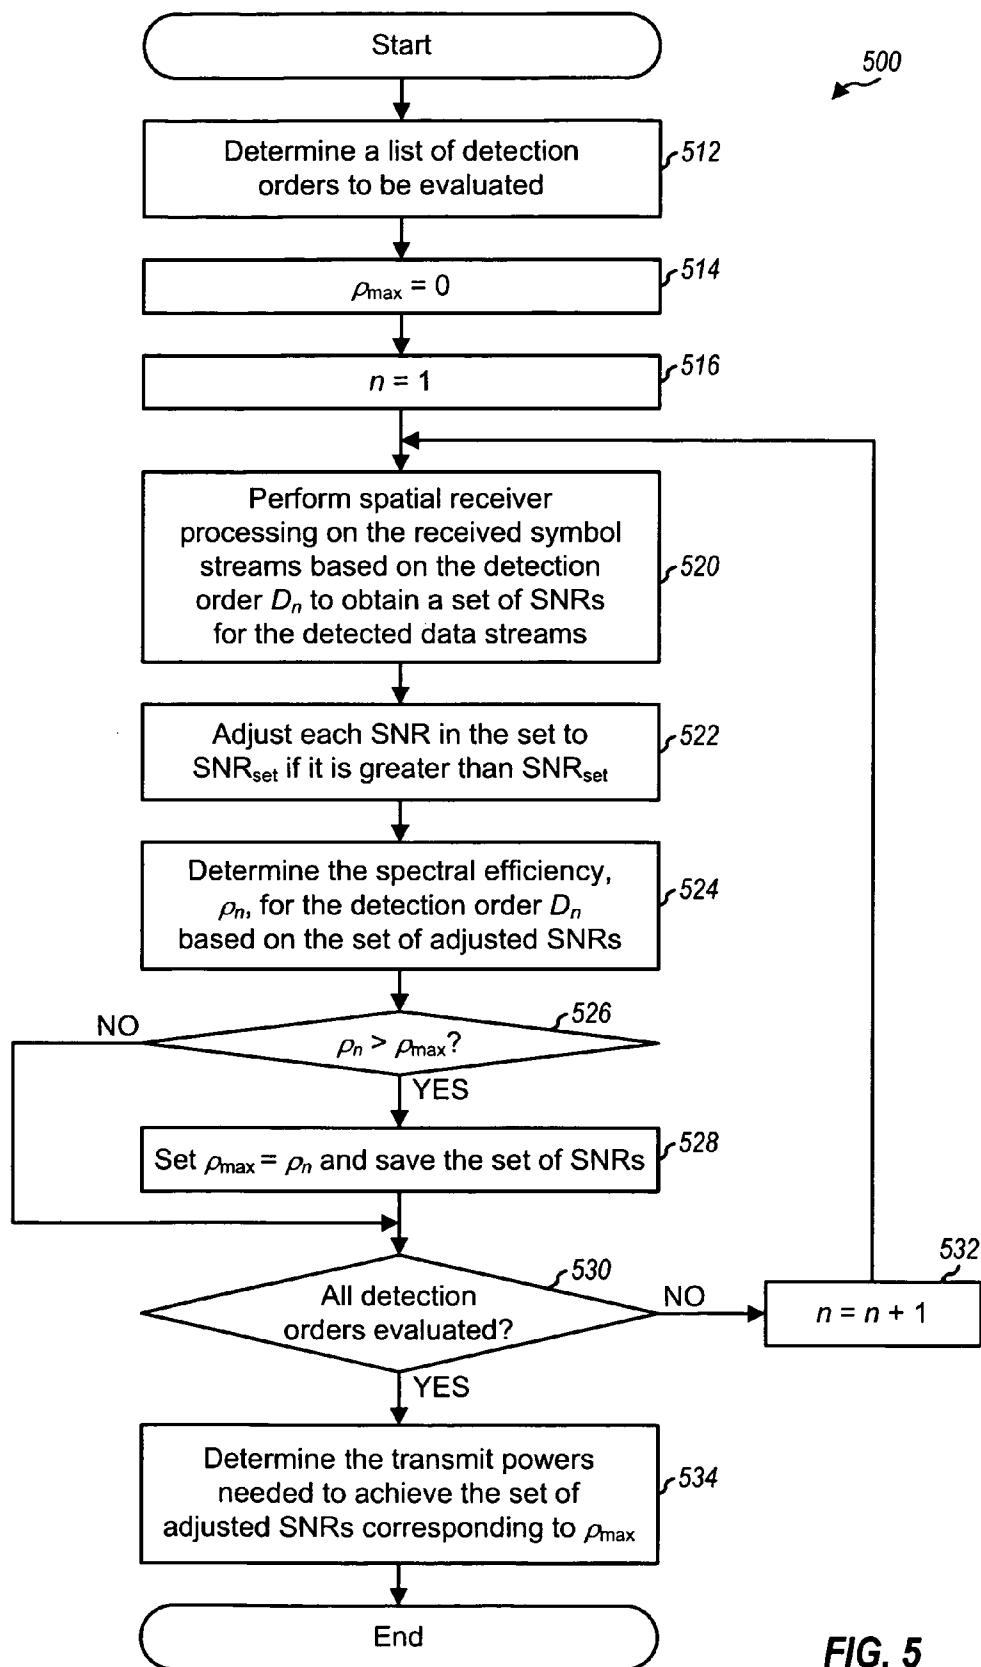 Start
500
Determine a list of detection
orders to be evaluated
512
ρmax = 0
514
n = 1
516
Perform spatial receiver
processing on the received symbol
streams based on the detection
order Dn to obtain a set of SNRs
for the detected data streams
520
Adjust each SNR in the set to
SNRset if it is greater than SNRset
522
Determine the spectral efficiency,
ρn, for the detection order Dn
based on the set of adjusted SNRs
524
526
NO
ρn > ρmax?
YES
Set ρmax = ρn and save the set of SNRs
528
530
All detection
orders evaluated?
NO
532
n = n + 1
YES
Determine the transmit powers
needed to achieve the set of
adjusted SNRs corresponding to ρmax
534
End
FIG. 5